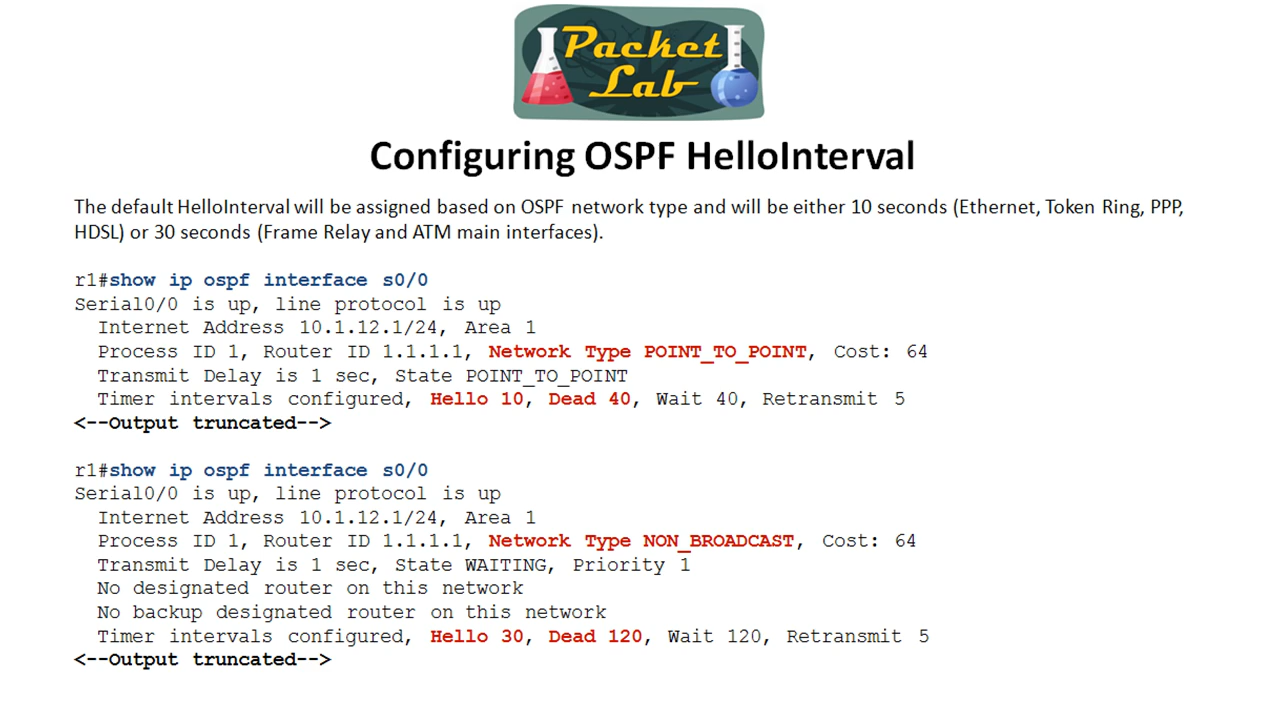 Packet
Lab
Configuring OSPF HelloInterval
The default HelloInterval will be assigned based on OSPF network type and will be either 10 seconds (Ethernet, Token Ring, PPP,
HDSL) or 30 seconds (Frame Relay and ATM main interfaces).
r1#show ip ospf interface s0/0
Serial0/0 is up, line protocol is up
Internet Address 10.1.12.1/24, Area 1
Process ID 1, Router ID 1.1.1.1, Network Type POINT_TO_POINT, Cost: 64
Transmit Delay is 1 sec, State POINT_TO_POINT
Timer intervals configured, Hello 10, Dead 40, Wait 40, Retransmit 5
<--Output truncated-->
r1#show ip ospf interface s0/0
Serial0/0 is up, line protocol is up
Internet Address 10.1.12.1/24, Area 1
Process ID 1, Router ID 1.1.1.1, Network Type NON_BROADCAST, Cost: 64
Transmit Delay is 1 sec, State WAITING, Priority 1
No designated router on this network
No backup designated router on this network
Timer intervals configured, Hello 30, Dead 120, Wait 120, Retransmit 5
<--Output truncated-->